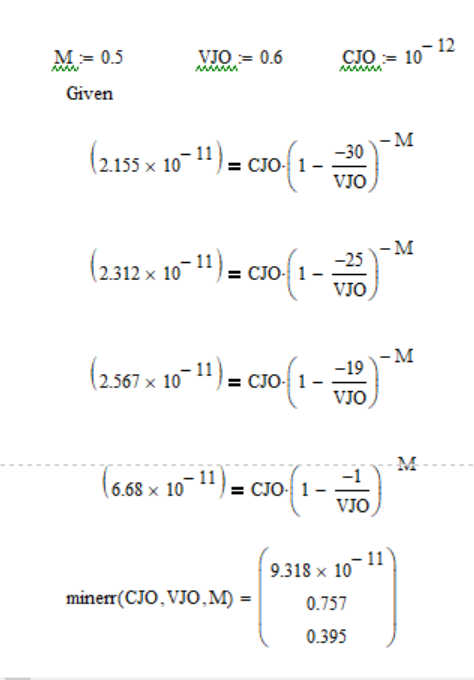 M := 0.5 VJO := 0.6 CJO := 10^-12
Given
(2.155 × 10^-11) = CJO·(1 - -30/VJO)^-M
(2.312 × 10^-11) = CJO·(1 - -25/VJO)^-M
(2.567 × 10^-11) = CJO·(1 - -19/VJO)^-M
(6.68 × 10^-11) = CJO·(1 - -1/VJO)^M
minerr(CJO,VJO,M) = (9.318 × 10^-11
0.757
0.395)